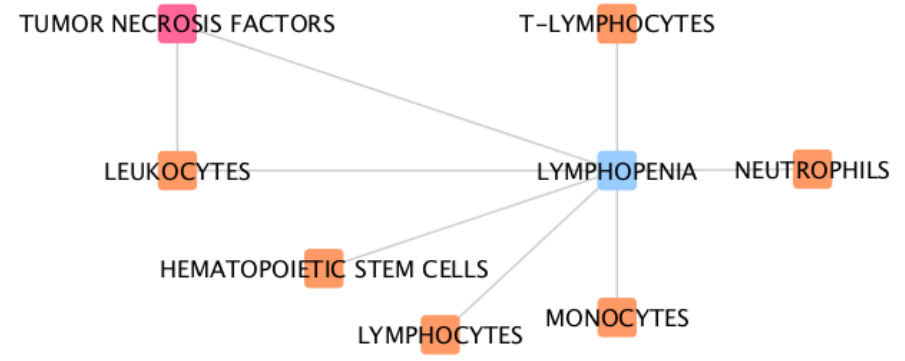 TUMOR NECROSIS FACTORS
T-LYMPHOCYTES
LEUKOCYTES
LYMPHOPENIA
NEUTROPHILS
HEMATOPOIETIC STEM CELLS
MONOCYTES
LYMPHOCYTES